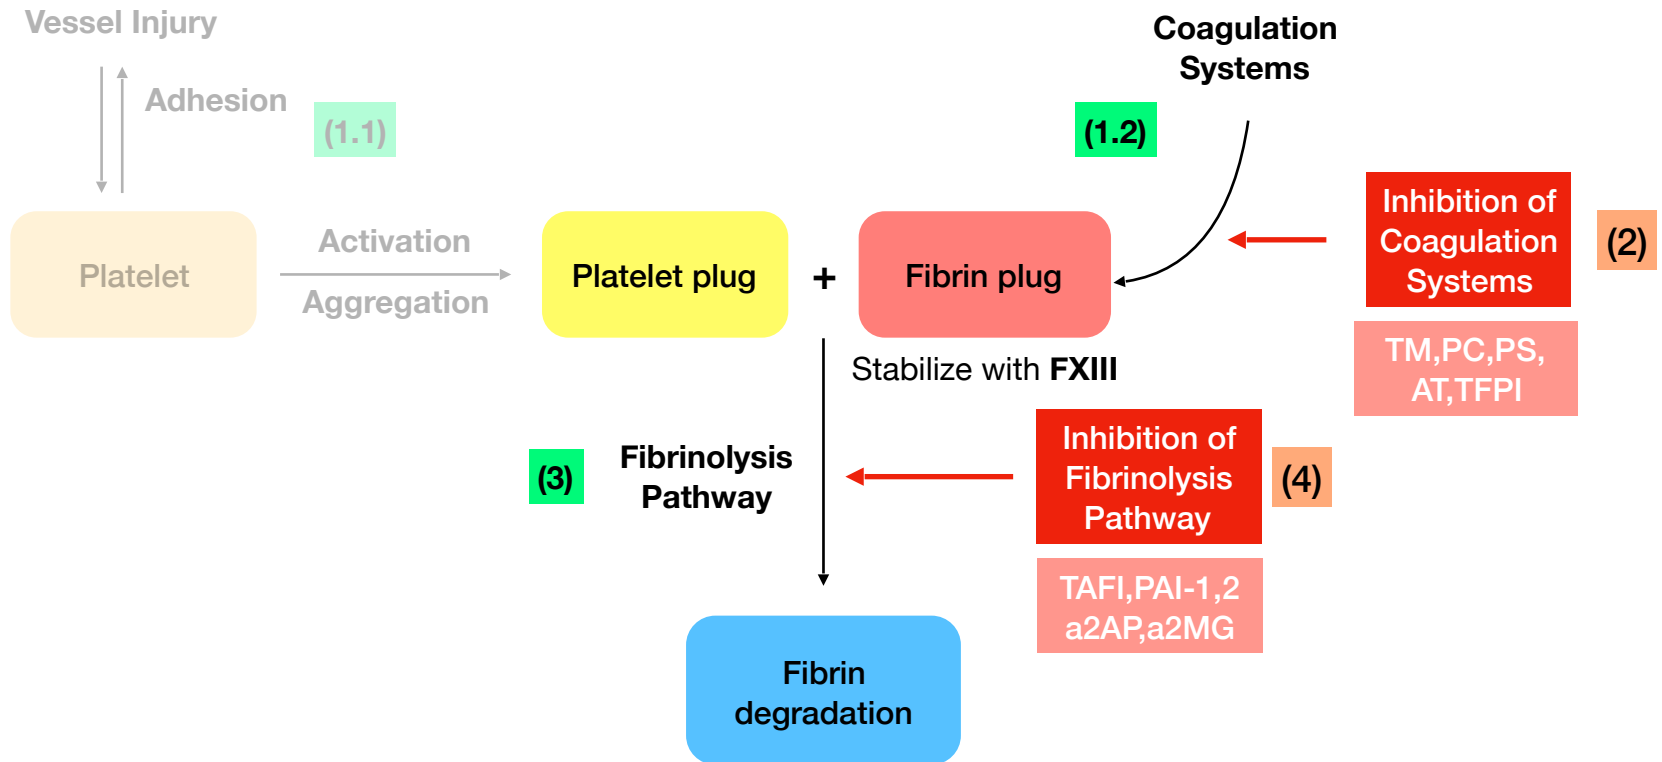 Vessel Injury
Adhesion
(1.1)
Coagulation
Systems
(1.2)
Platelet
Activation
Aggregation
Platelet plug
+
Fibrin plug
Inhibition of
Coagulation
Systems
(2)
TM,PC,PS,
AT,TFPI
Stabilize with FXIII
(3)
Fibrinolysis
Pathway
Inhibition of
Fibrinolysis
Pathway
(4)
TAFI,PAI-1,2
a2AP,a2MG
Fibrin
degradation